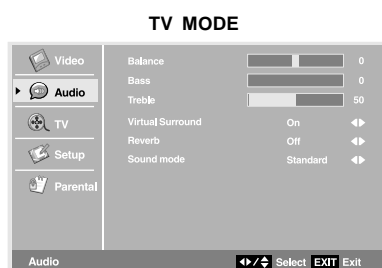 TV MODE
Video
Audio
TV
Setup
Parental
Balance 0
Bass 0
Treble 50
Virtual Surround On
Reverb Off
Sound mode Standard
Audio
/ Select EXIT Exit